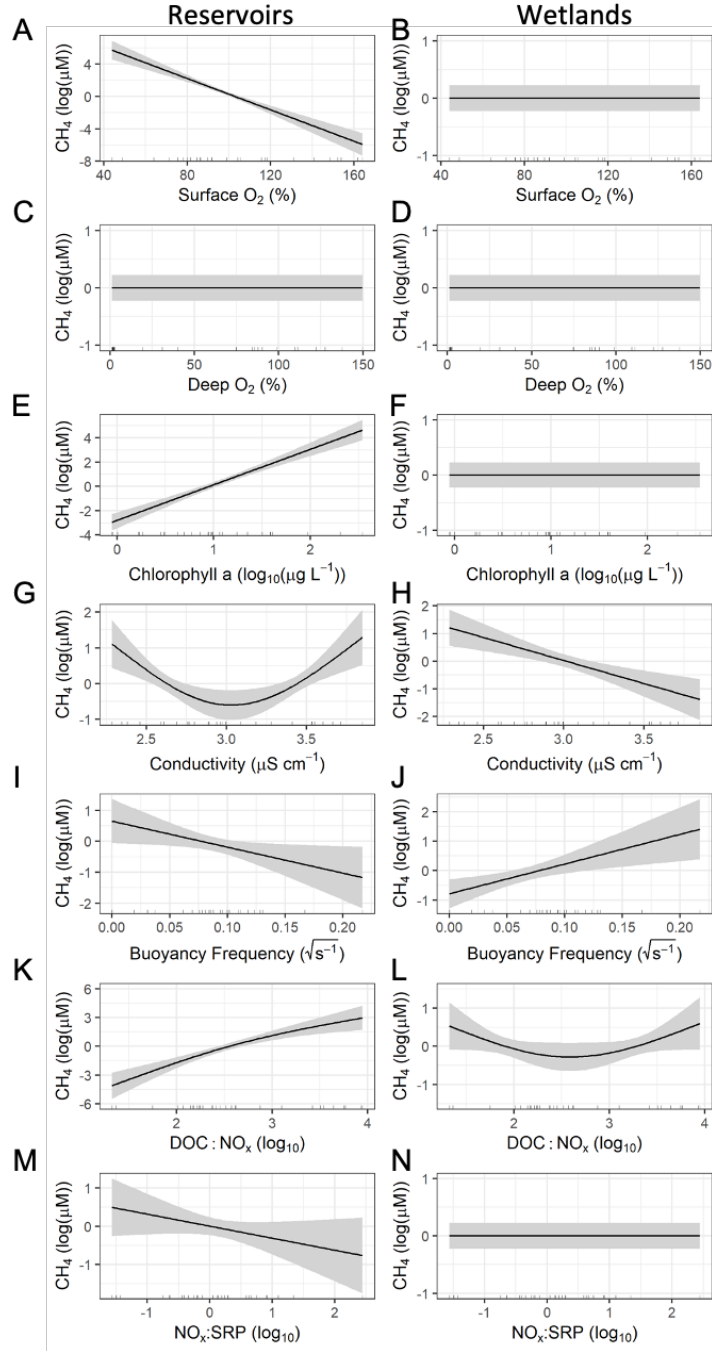 Reservoirs Wetlands
A B
CH₄ (log(μM)) CH₄ (log(μM))
4 1
0 0
-4
-8 -1
40 80 120 160 40 80 120 160
Surface O₂ (%) Surface O₂ (%)
C D
CH₄ (log(μM)) CH₄ (log(μM))
1 1
0 0
-1 -1
0 50 100 150 0 50 100 150
Deep O₂ (%) Deep O₂ (%)
E F
CH₄ (log(μM)) CH₄ (log(μM))
4 1
2
0 0
-2
-4 -1
0 1 2 0 1 2
Chlorophyll a (log₁₀(μg L⁻¹)) Chlorophyll a (log₁₀(μg L⁻¹))
G H
CH₄ (log(μM)) CH₄ (log(μM))
2 2
1 1
0 0
-1 -1
-2
2.5 3.0 3.5 2.5 3.0 3.5
Conductivity (μS cm⁻¹) Conductivity (μS cm⁻¹)
I J
CH₄ (log(μM)) CH₄ (log(μM))
1 2
0 1
-1 0
-2 -1
0.00 0.05 0.10 0.15 0.20 0.00 0.05 0.10 0.15 0.20
Buoyancy Frequency (√s⁻¹) Buoyancy Frequency (√s⁻¹)
K L
CH₄ (log(μM)) CH₄ (log(μM))
6
3 1
0 0
-3 -1
-6
2 3 4 2 3 4
DOC : NOₓ (log₁₀) DOC : NOₓ (log₁₀)
M N
CH₄ (log(μM)) CH₄ (log(μM))
1 1
0 0
-1 -1
-1 0 1 2 -1 0 1 2
NOₓ:SRP (log₁₀) NOₓ:SRP (log₁₀)